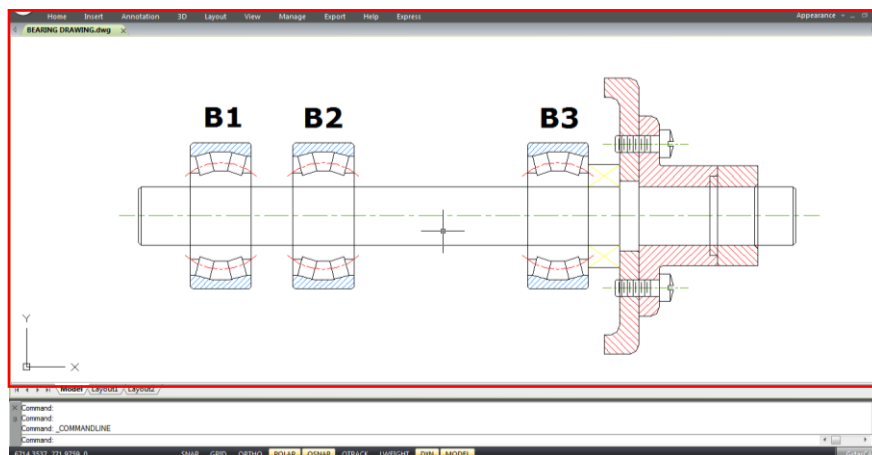 Home Insert Annotation 3D Layout View Manage Export Help Express Appearance
BEARING DRAWING.dwg
B1 B2 B3
Y
X
Model Layout1 Layout2
Command:
Command:
Command: _COMMANDLINE
Command:
SNAP GRID ORTHO POLAR OSNAP OTRACK LWEIGHT DYN MODEL